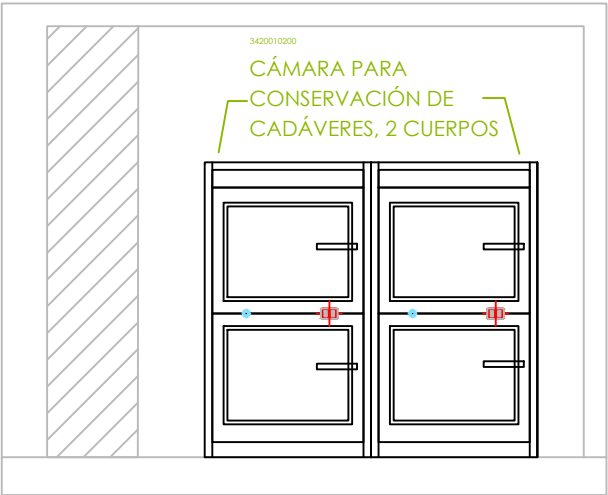 3420010200
CÁMARA PARA
CONSERVACIÓN DE
CADÁVERES, 2 CUERPOS